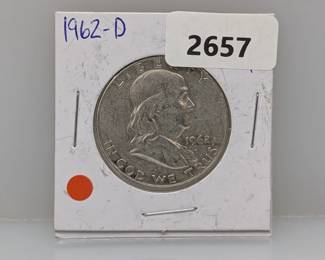 1962-D
2657
LIBERTY
1962
IN GOD WE TRUST